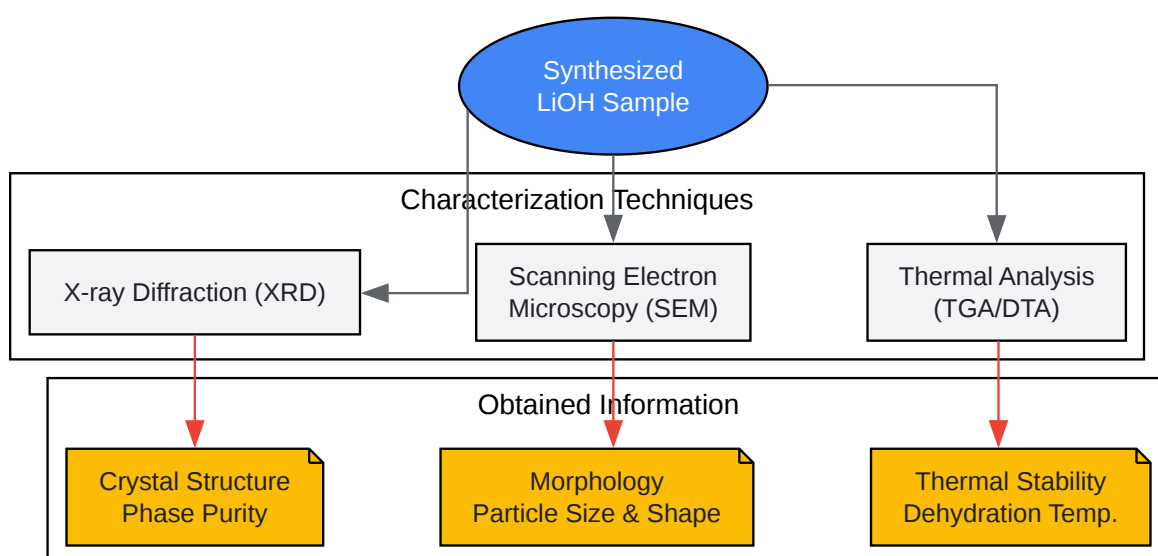 Synthesized
LiOH Sample
Characterization Techniques
X-ray Diffraction (XRD)
Scanning Electron
Microscopy (SEM)
Thermal Analysis
(TGA/DTA)
Obtained Information
Crystal Structure
Phase Purity
Morphology
Particle Size & Shape
Thermal Stability
Dehydration Temp.